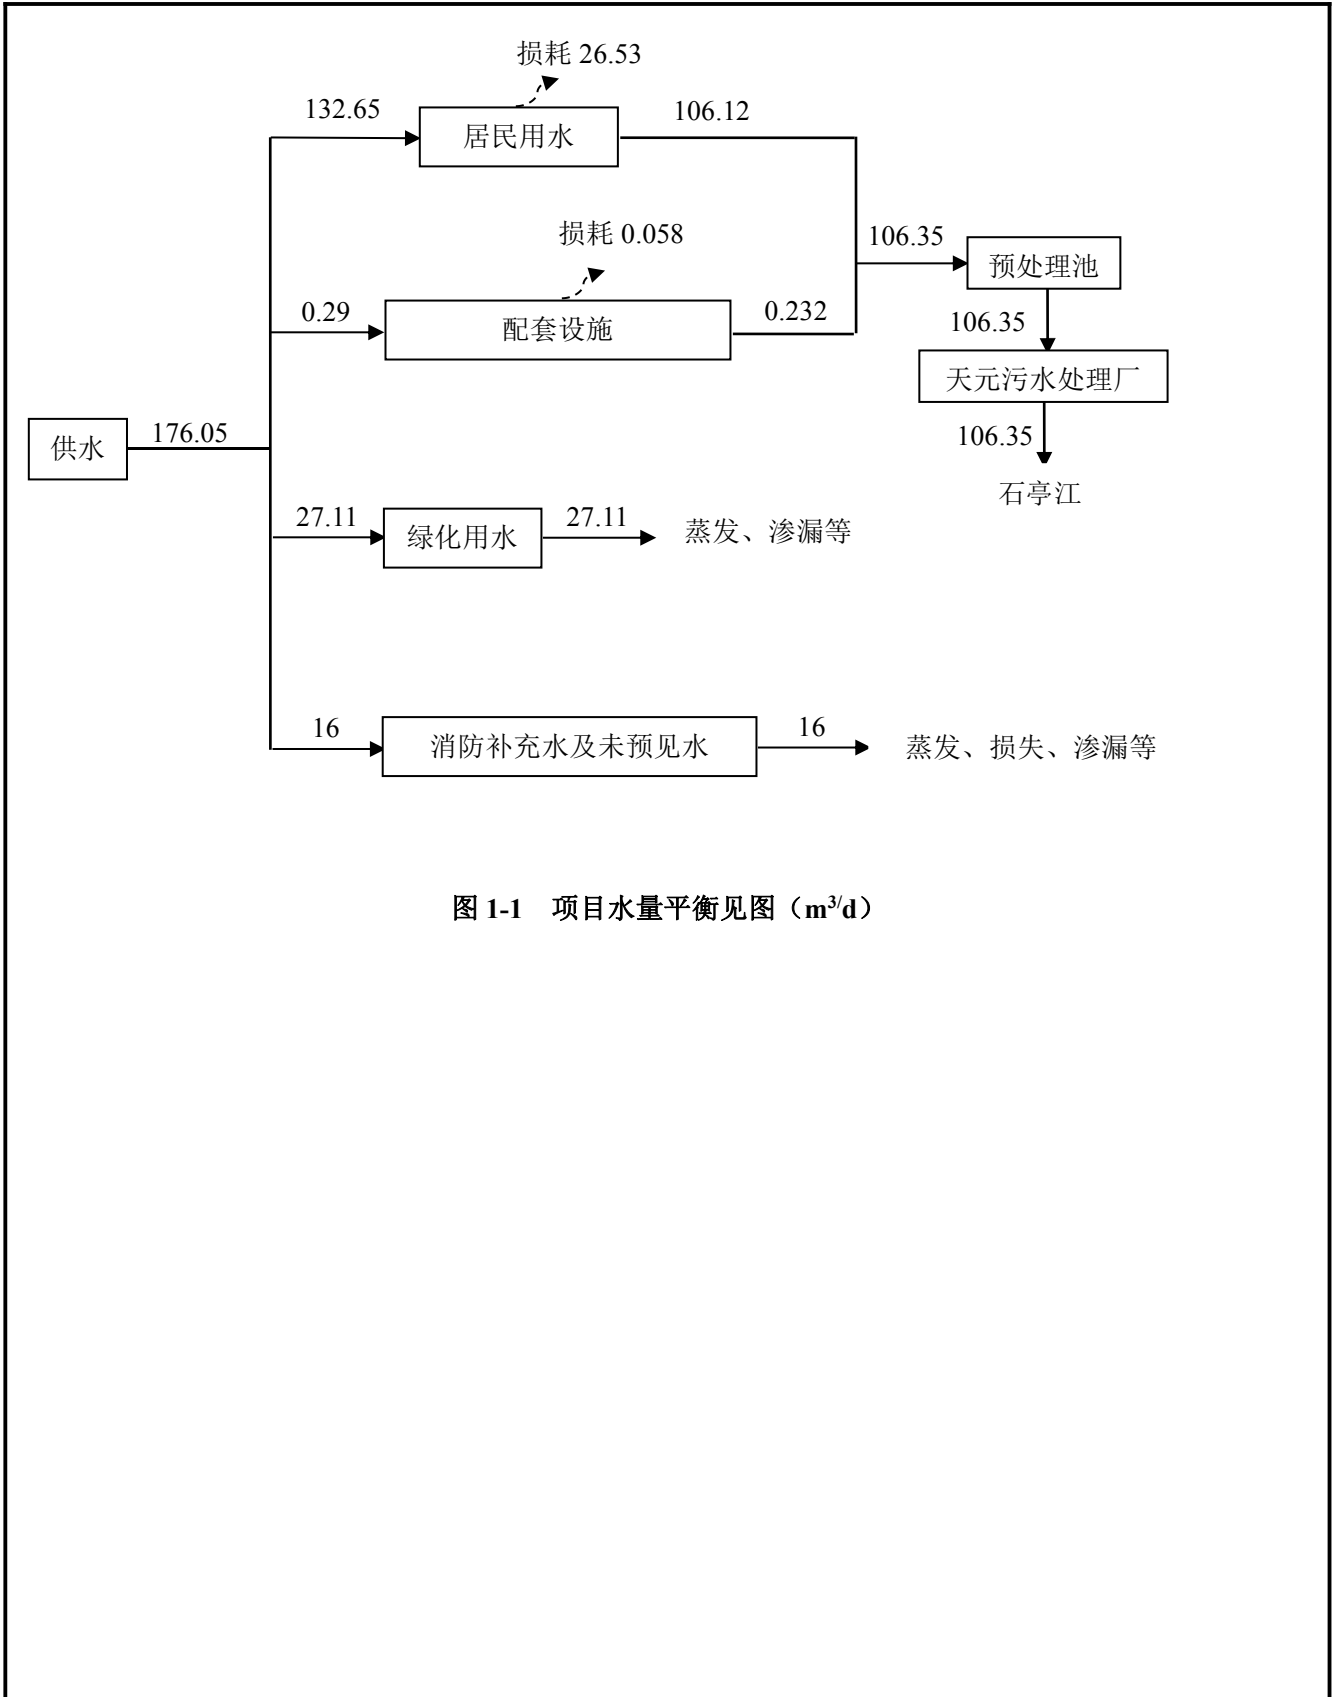 损耗 26.53
132.65
居民用水
106.12
损耗 0.058
0.29
配套设施
0.232
106.35
预处理池
106.35
天元污水处理厂
106.35
石亭江
供水
176.05
27.11
绿化用水
27.11
蒸发、渗漏等
16
消防补充水及未预见水
16
蒸发、损失、渗漏等
图 1-1 项目水量平衡见图（m³/d）